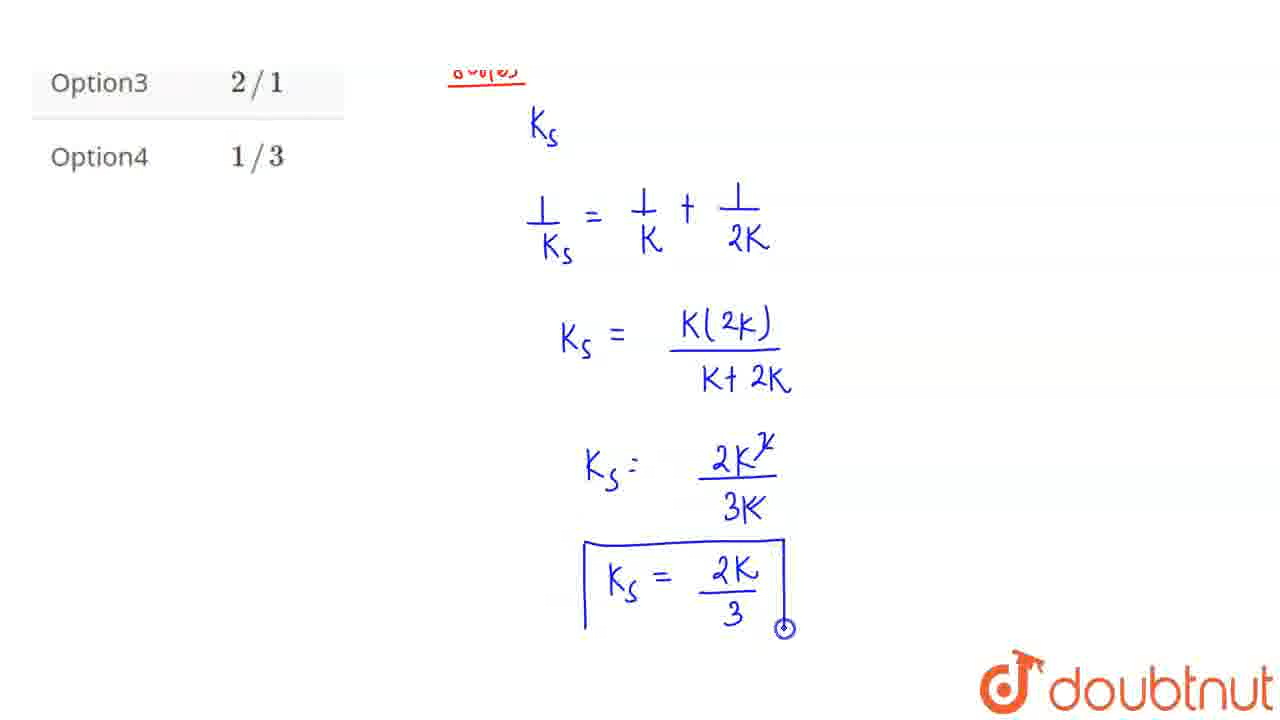 Option3 2 / 1
Option4 1 / 3
Ks
1/Ks = 1/K + 1/2K
Ks = K(2K)/K+2K
Ks = 2K²/3K
Ks = 2K/3
doubtnut